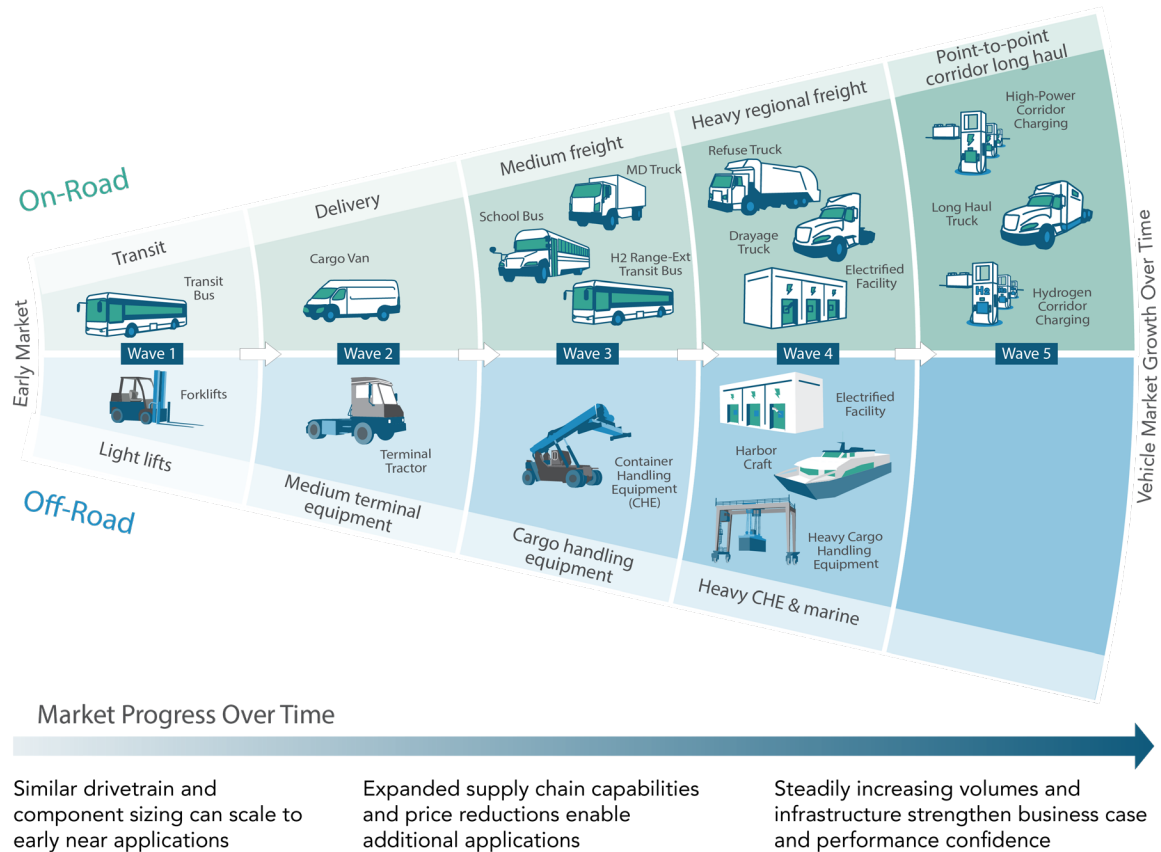 Point-to-point
corridor long haul
Heavy regional freight
Medium freight
Delivery
Transit
On-Road
High-Power
Corridor
Charging
Refuse Truck
MD Truck
School Bus
Long Haul
Truck
Drayage
Truck
Cargo Van
H2 Range-Ext
Transit Bus
Electrified
Facility
Transit
Bus
H2
Hydrogen
Corridor
Charging
Early Market
Wave 1
Wave 2
Wave 3
Wave 4
Wave 5
Vehicle Market Growth Over Time
Forklifts
Electrified
Facility
Terminal
Tractor
Container
Handling
Equipment
(CHE)
Harbor
Craft
Heavy Cargo
Handling
Equipment
Light lifts
Medium terminal
equipment
Cargo handling
equipment
Heavy CHE & marine
Off-Road
Market Progress Over Time
Similar drivetrain and
component sizing can scale to
early near applications
Expanded supply chain capabilities
and price reductions enable
additional applications
Steadily increasing volumes and
infrastructure strengthen business case
and performance confidence